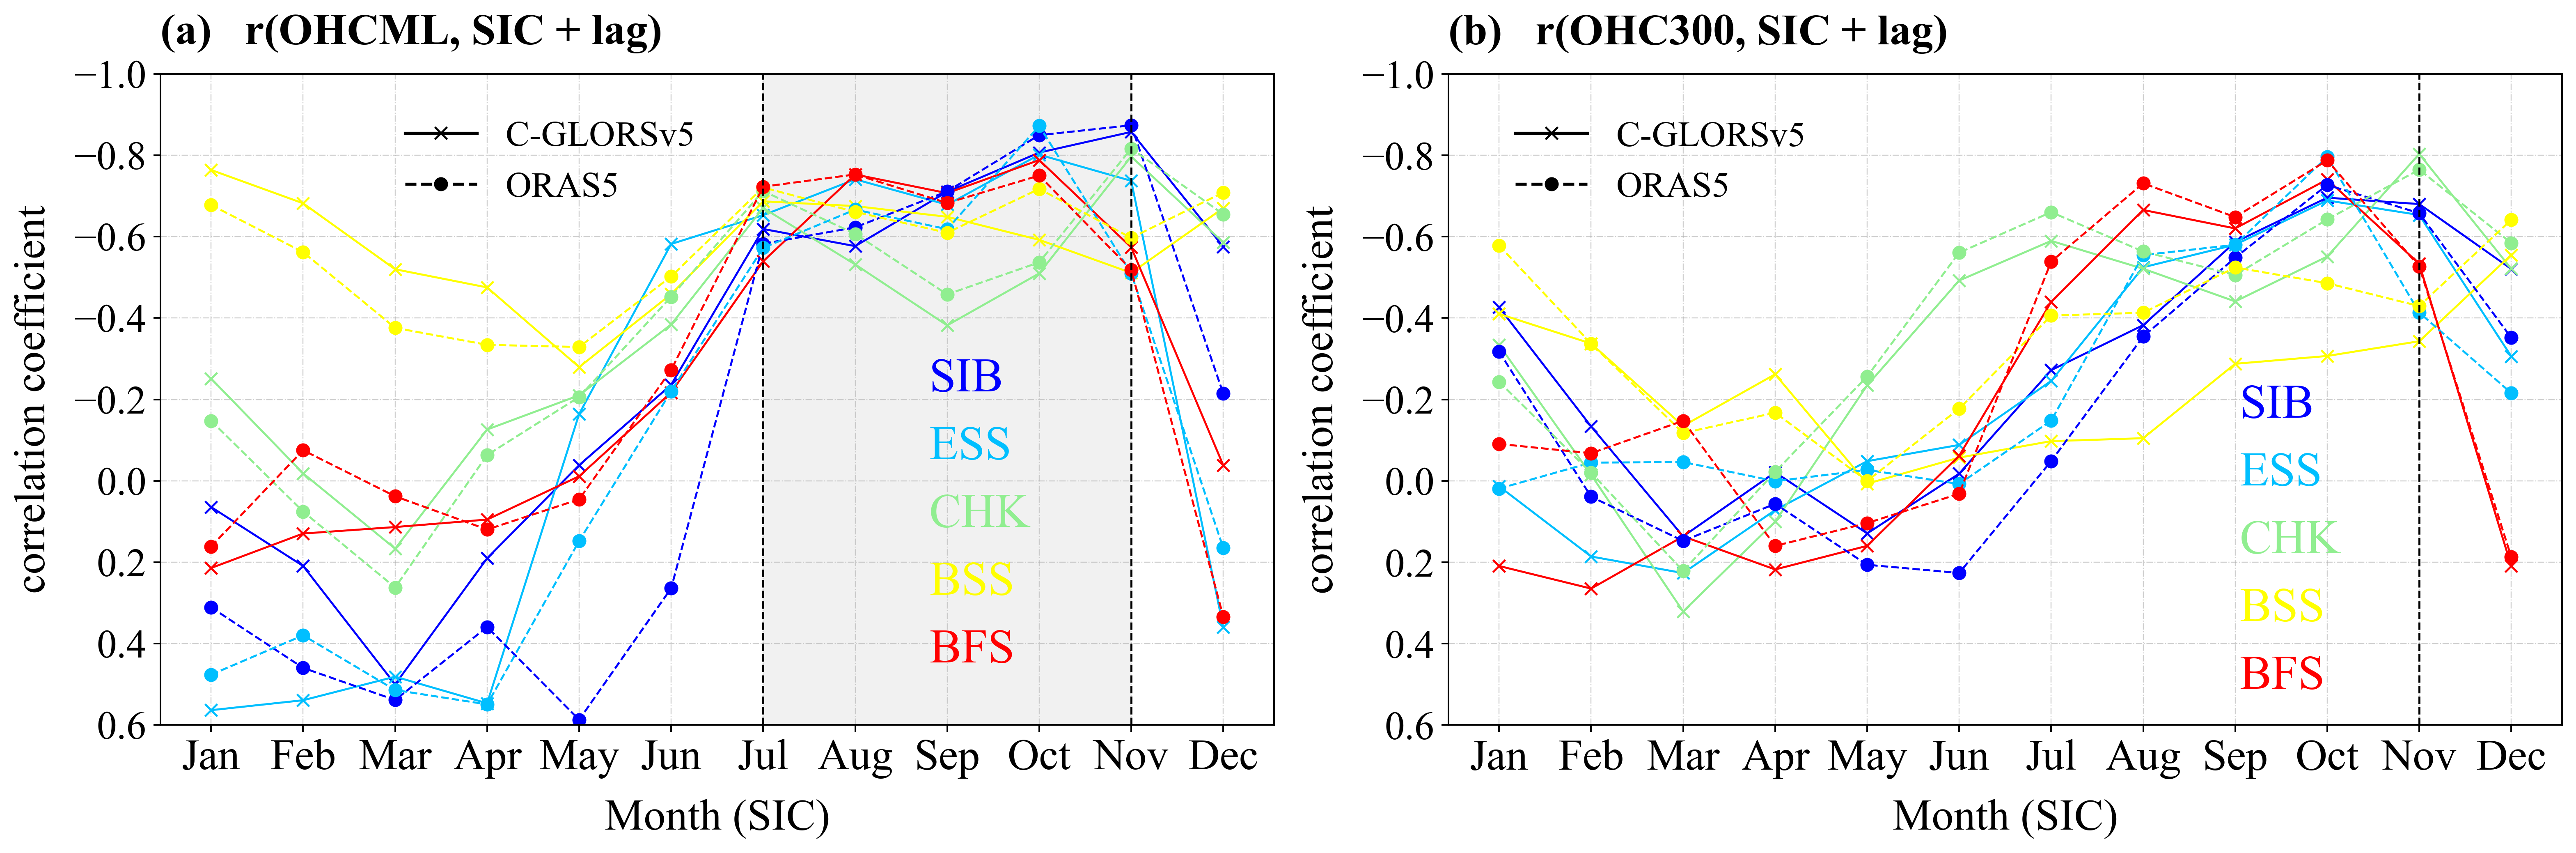 (a) r(OHCML, SIC + lag)
−1.0
−0.8
−0.6
−0.4
−0.2
0.0
0.2
0.4
0.6
correlation coefficient
C-GLORSv5
ORAS5
SIB
ESS
CHK
BSS
BFS
Jan Feb Mar Apr May Jun Jul Aug Sep Oct Nov Dec
Month (SIC)
(b) r(OHC300, SIC + lag)
−1.0
−0.8
−0.6
−0.4
−0.2
0.0
0.2
0.4
0.6
correlation coefficient
C-GLORSv5
ORAS5
SIB
ESS
CHK
BSS
BFS
Jan Feb Mar Apr May Jun Jul Aug Sep Oct Nov Dec
Month (SIC)